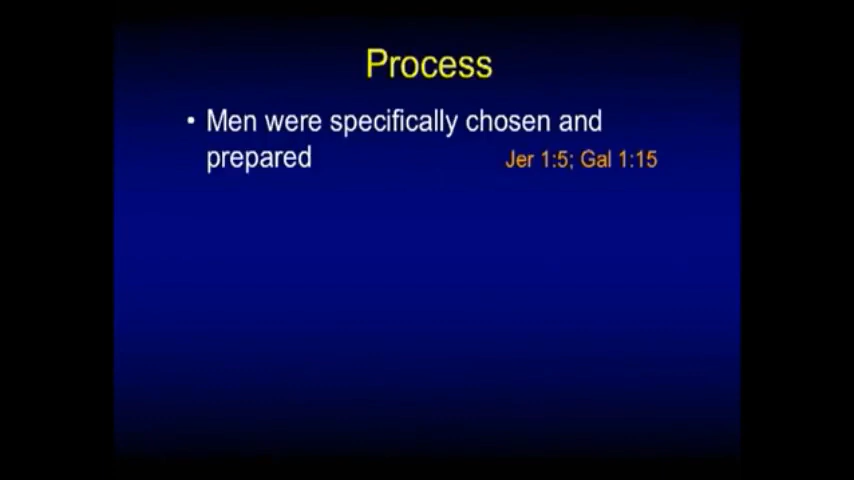 Process
• Men were specifically chosen and
prepared Jer 1:5; Gal 1:15